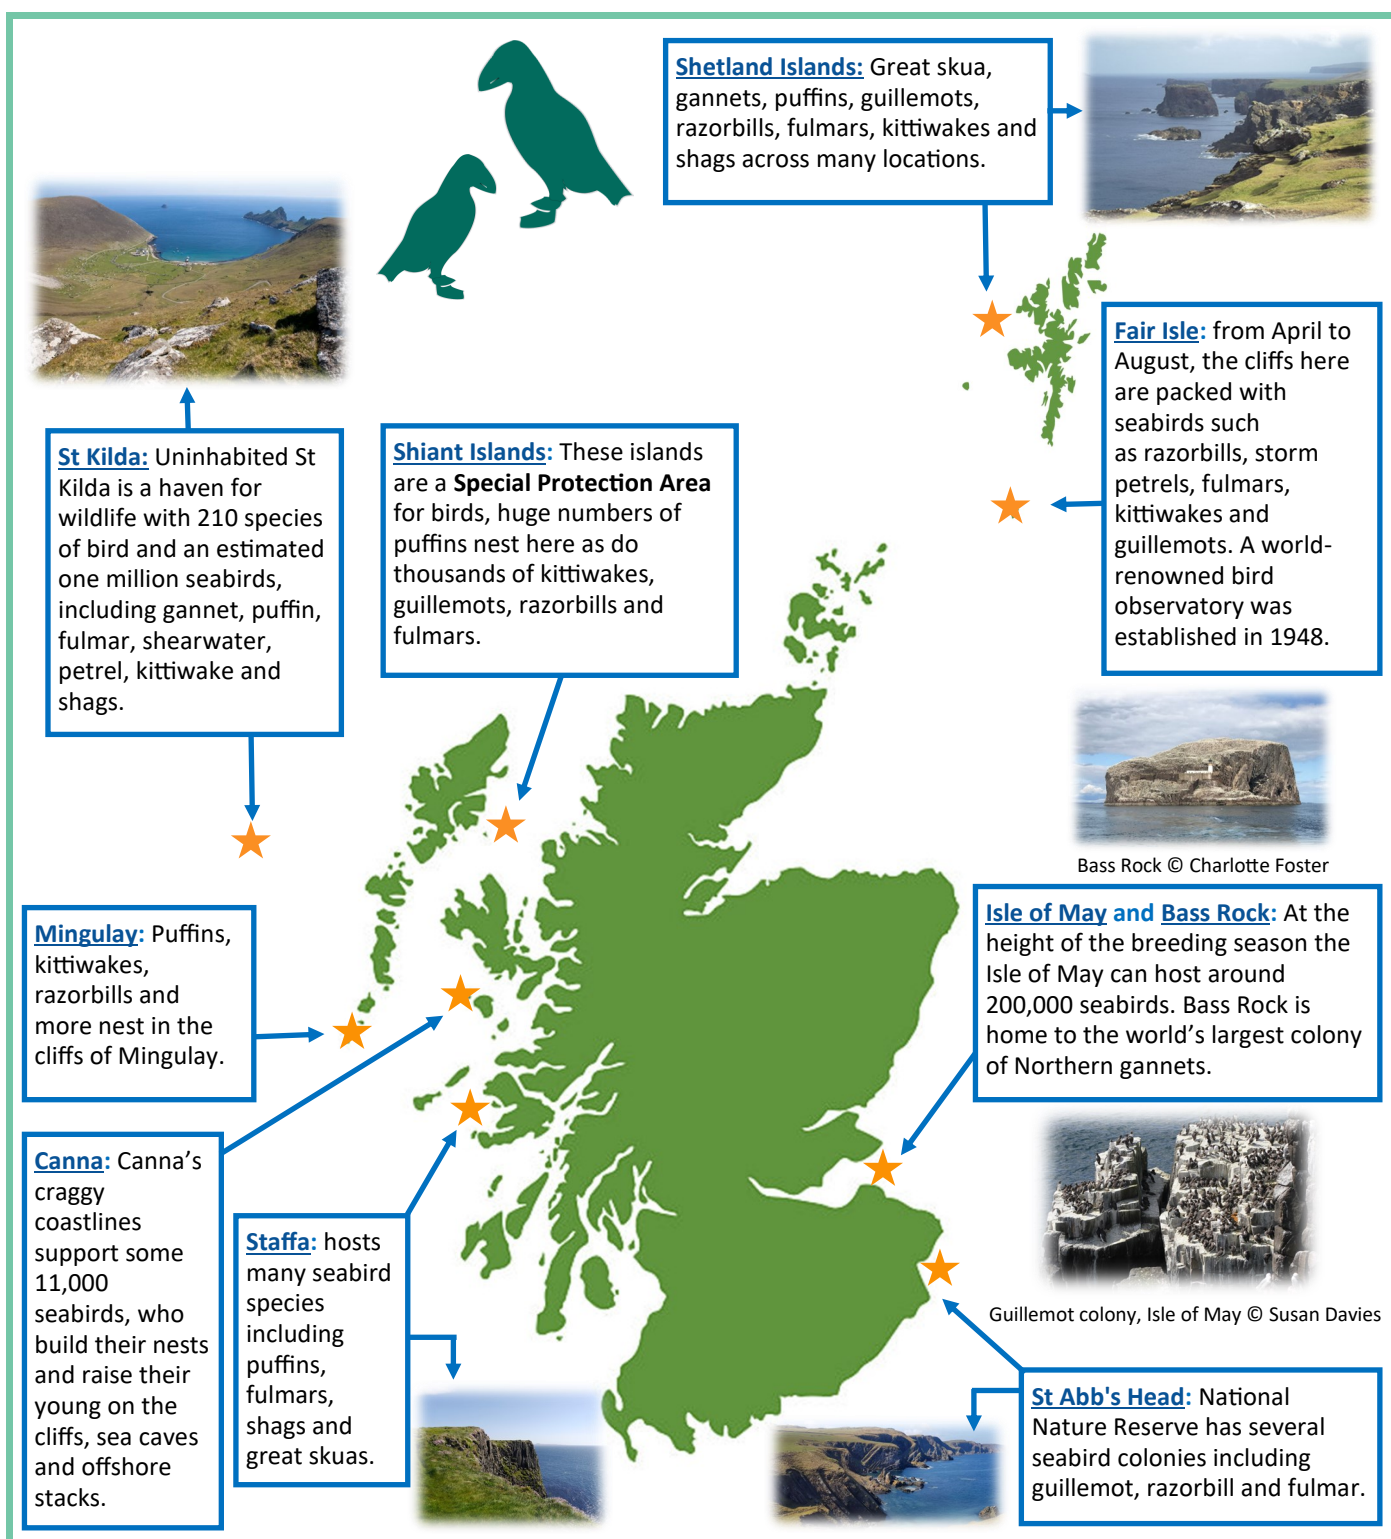 Shetland Islands: Great skua,
gannets, puffins, guillemots,
razorbills, fulmars, kittiwakes and
shags across many locations.
Fair Isle: from April to
August, the cliffs here
are packed with
seabirds such
as razorbills, storm
petrels, fulmars,
kittiwakes and
guillemots. A world-
renowned bird
observatory was
established in 1948.
St Kilda: Uninhabited St
Kilda is a haven for
wildlife with 210 species
of bird and an estimated
one million seabirds,
including gannet, puffin,
fulmar, shearwater,
petrel, kittiwake and
shags.
Shiant Islands: These islands
are a Special Protection Area
for birds, huge numbers of
puffins nest here as do
thousands of kittiwakes,
guillemots, razorbills and
fulmars.
Bass Rock © Charlotte Foster
Mingulay: Puffins,
kittiwakes,
razorbills and
more nest in the
cliffs of Mingulay.
Isle of May and Bass Rock: At the
height of the breeding season the
Isle of May can host around
200,000 seabirds. Bass Rock is
home to the world's largest colony
of Northern gannets.
Canna: Canna's
craggy
coastlines
support some
11,000
seabirds, who
build their nests
and raise their
young on the
cliffs, sea caves
and offshore
stacks.
Staffa: hosts
many seabird
species
including
puffins,
fulmars,
shags and
great skuas.
Guillemot colony, Isle of May © Susan Davies
St Abb's Head: National
Nature Reserve has several
seabird colonies including
guillemot, razorbill and fulmar.